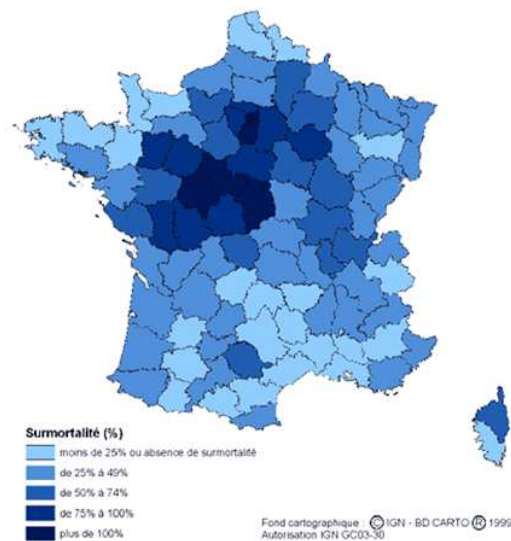 Surmortalité (%)
moins de 25% ou absence de surmortalité
de 25% à 49%
de 50% à 74%
de 75% à 100%
plus de 100%
Fond cartographique : © IGN - BD CARTO ® 1999
Autorisation IGN GC03-30